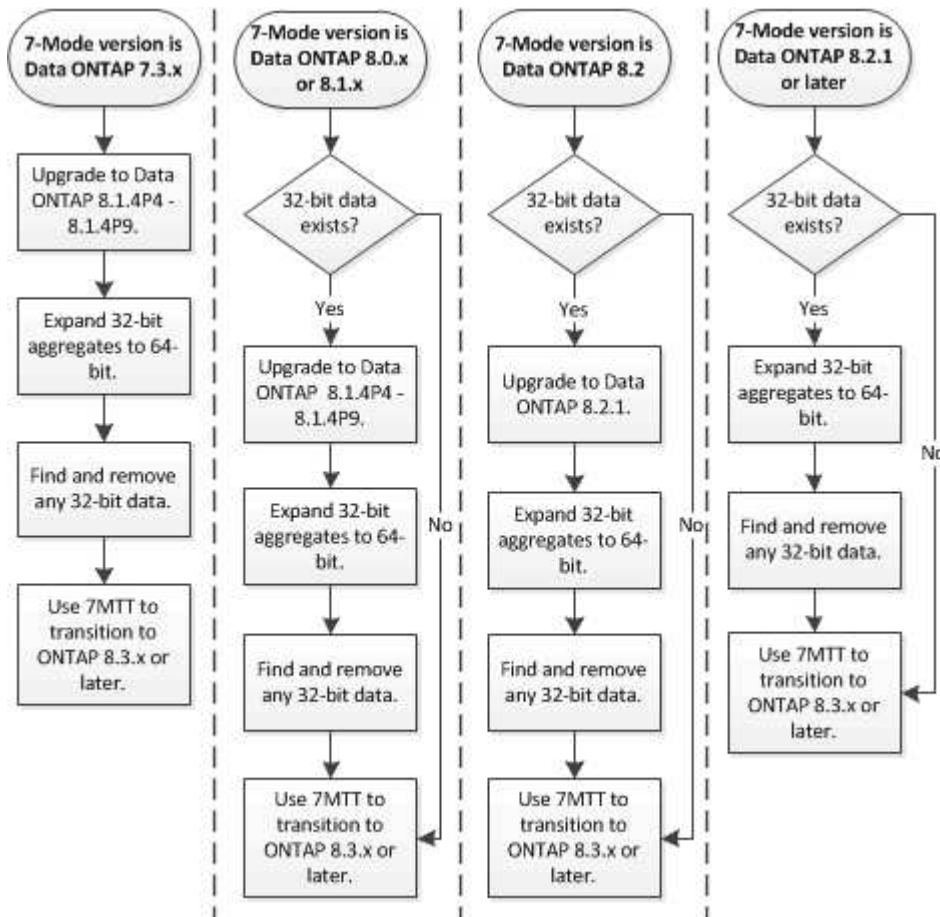 7-Mode version is
Data ONTAP 7.3.x
Upgrade to Data
ONTAP 8.1.4P4 -
8.1.4P9.
Expand 32-bit
aggregates to 64-
bit.
Find and remove
any 32-bit data.
Use 7MTT to
transition to
ONTAP 8.3.x or
later.
7-Mode version is
Data ONTAP 8.0.x
or 8.1.x
32-bit data
exists?
Yes
Upgrade to Data
ONTAP 8.1.4P4 -
8.1.4P9.
Expand 32-bit
aggregates to 64-
bit.
No
Find and remove
any 32-bit data.
Use 7MTT to
transition to
ONTAP 8.3.x or
later.
7-Mode version is
Data ONTAP 8.2
32-bit data
exists?
Yes
Upgrade to Data
ONTAP 8.2.1.
Expand 32-bit
aggregates to 64-
bit.
No
Find and remove
any 32-bit data.
Use 7MTT to
transition to
ONTAP 8.3.x or
later.
7-Mode version is
Data ONTAP 8.2.1
or later
32-bit data
exists?
Yes
Expand 32-bit
aggregates to 64-
bit.
No
Find and remove
any 32-bit data.
Use 7MTT to
transition to
ONTAP 8.3.x or
later.